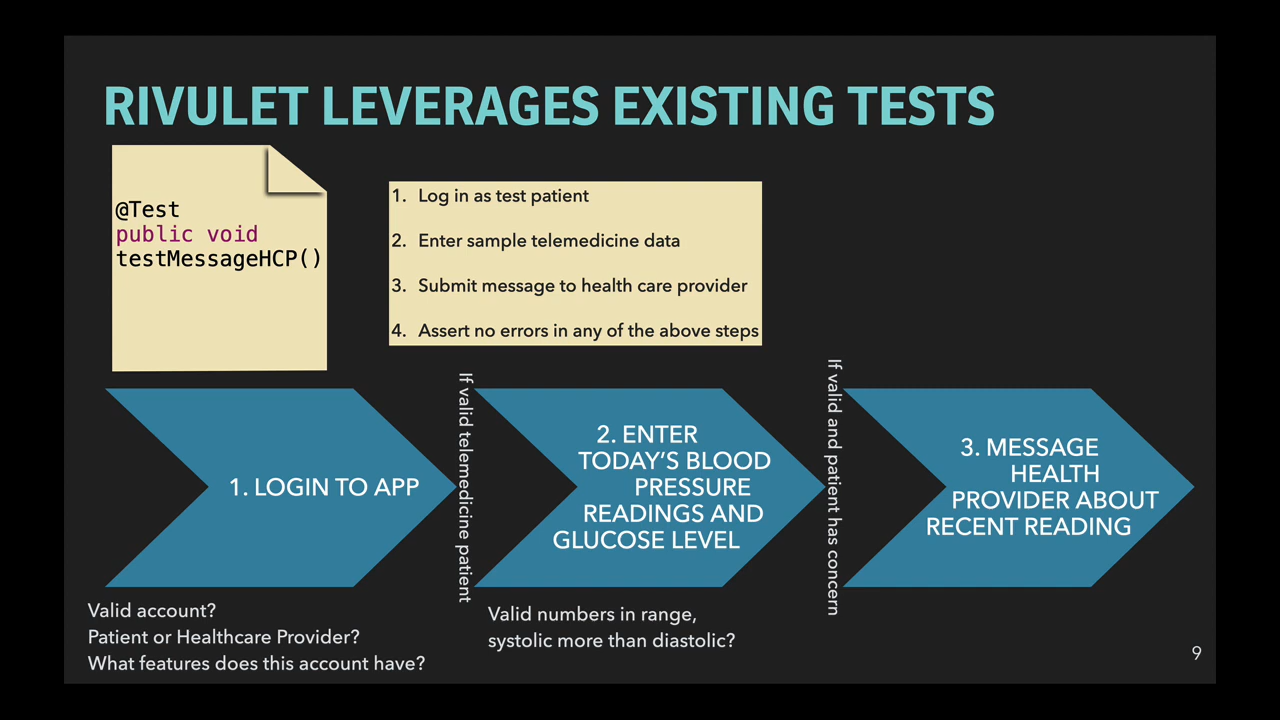 RIVULET LEVERAGES EXISTING TESTS
@Test
public void
testMessageHCP()
1. Log in as test patient
2. Enter sample telemedicine data
3. Submit message to health care provider
4. Assert no errors in any of the above steps
1. LOGIN TO APP
If valid telemedicine patient
2. ENTER
TODAY’S BLOOD
PRESSURE
READINGS AND
GLUCOSE LEVEL
If valid and patient has concern
3. MESSAGE
HEALTH
PROVIDER ABOUT
RECENT READING
Valid account?
Patient or Healthcare Provider?
What features does this account have?
Valid numbers in range,
systolic more than diastolic?
9